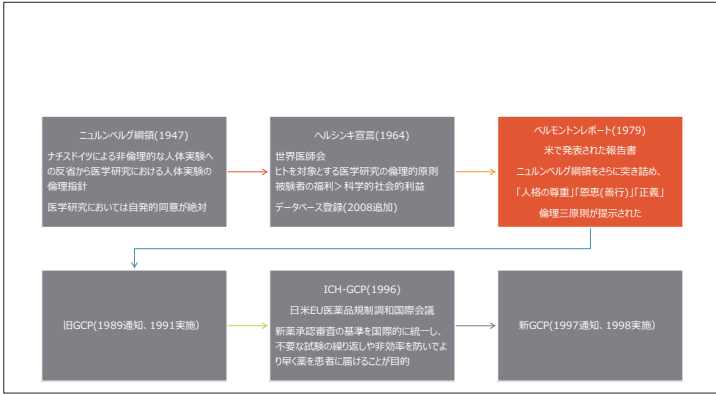 ニュルンベルグ綱領(1947)
ナチスドイツによる非倫理的な人体実験へ
の反省から医学研究における人体実験の
倫理指針
医学研究においては自発的同意が絶対
ヘルシンキ宣言(1964)
世界医師会
ヒトを対象とする医学研究の倫理的原則
被験者の福利＞科学的社会的利益
データベース登録(2008追加)
ベルモントンレポート(1979)
米で発表された報告書
ニュルンベルグ綱領をさらに突き詰め、
「人格の尊重」「恩恵(善行)」「正義」
倫理三原則が提示された
旧GCP(1989通知、1991実施）
ICH-GCP(1996)
日米EU医薬品規制調和国際会議
新薬承認審査の基準を国際的に統一し、
不要な試験の繰り返しや非効率を防いでよ
り早く薬を患者に届けることが目的
新GCP(1997通知、1998実施）